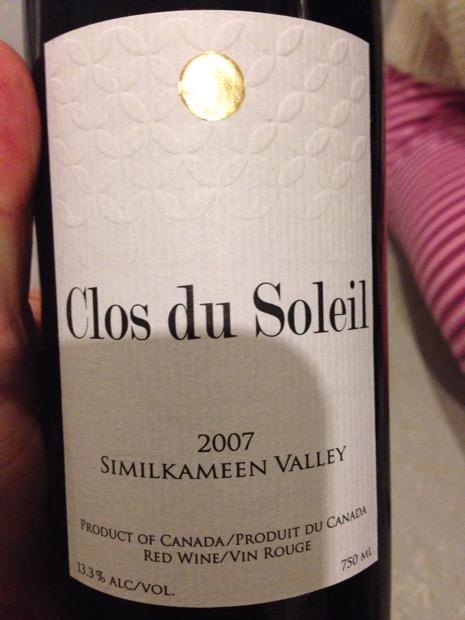 Clos du Soleil
2007
SIMILKAMEEN VALLEY
PRODUCT OF CANADA/PRODUIT DU CANADA
RED WINE/VIN ROUGE
13.3% ALC/VOL.
750 ML